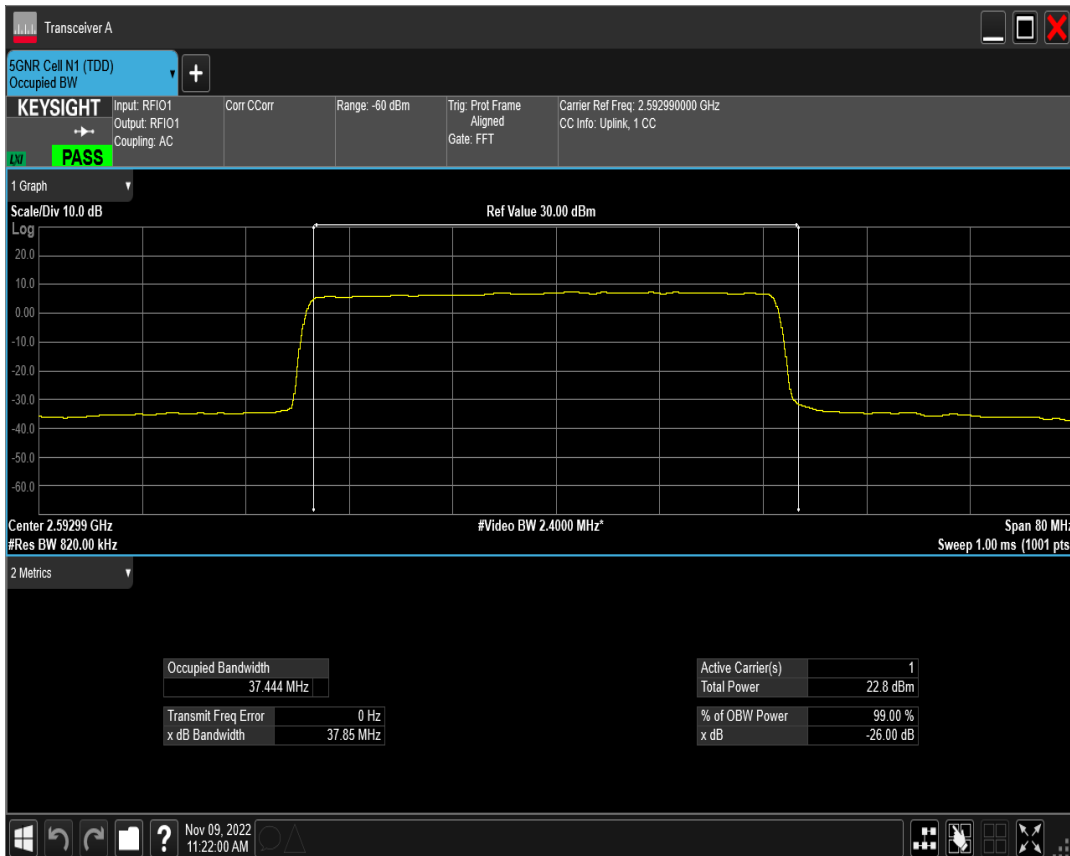 Transceiver A
5GNR Cell N1 (TDD)
Occupied BW
+
KEYSIGHT
LXI
PASS
Input: RFIO1
Output: RFIO1
Coupling: AC
Corr CCorr
Range: -60 dBm
Trig: Prot Frame
Aligned
Gate: FFT
Carrier Ref Freq: 2.592990000 GHz
CC Info: Uplink, 1 CC
1 Graph
Scale/Div 10.0 dB
Ref Value 30.00 dBm
Log
20.0
10.0
0.00
-10.0
-20.0
-30.0
-40.0
-50.0
-60.0
Center 2.59299 GHz
#Video BW 2.4000 MHz*
Span 80 MHz
#Res BW 820.00 kHz
Sweep 1.00 ms (1001 pts
2 Metrics
Occupied Bandwidth
37.444 MHz
Transmit Freq Error 0 Hz
x dB Bandwidth 37.85 MHz
Active Carrier(s) 1
Total Power 22.8 dBm
% of OBW Power 99.00 %
x dB -26.00 dB
?
Nov 09, 2022
11:22:00 AM